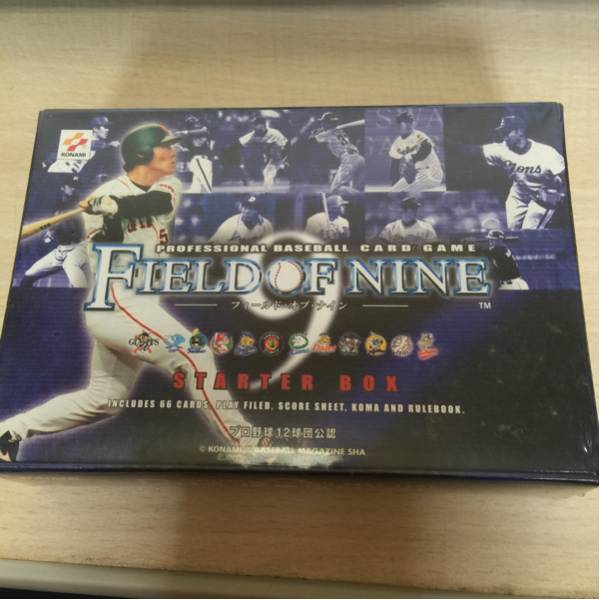 KONAMI
PROFESSIONAL BASEBALL CARD GAME
FIELD OF NINE
フィールド・オブ・ナイン
TM
GIANTS
STARTER BOX
INCLUDES 66 CARDS, PLAY FILED, SCORE SHEET, KOMA AND RULEBOOK.
プロ野球12球団公認
© KONAMI BASEBALL MAGAZINE SHA